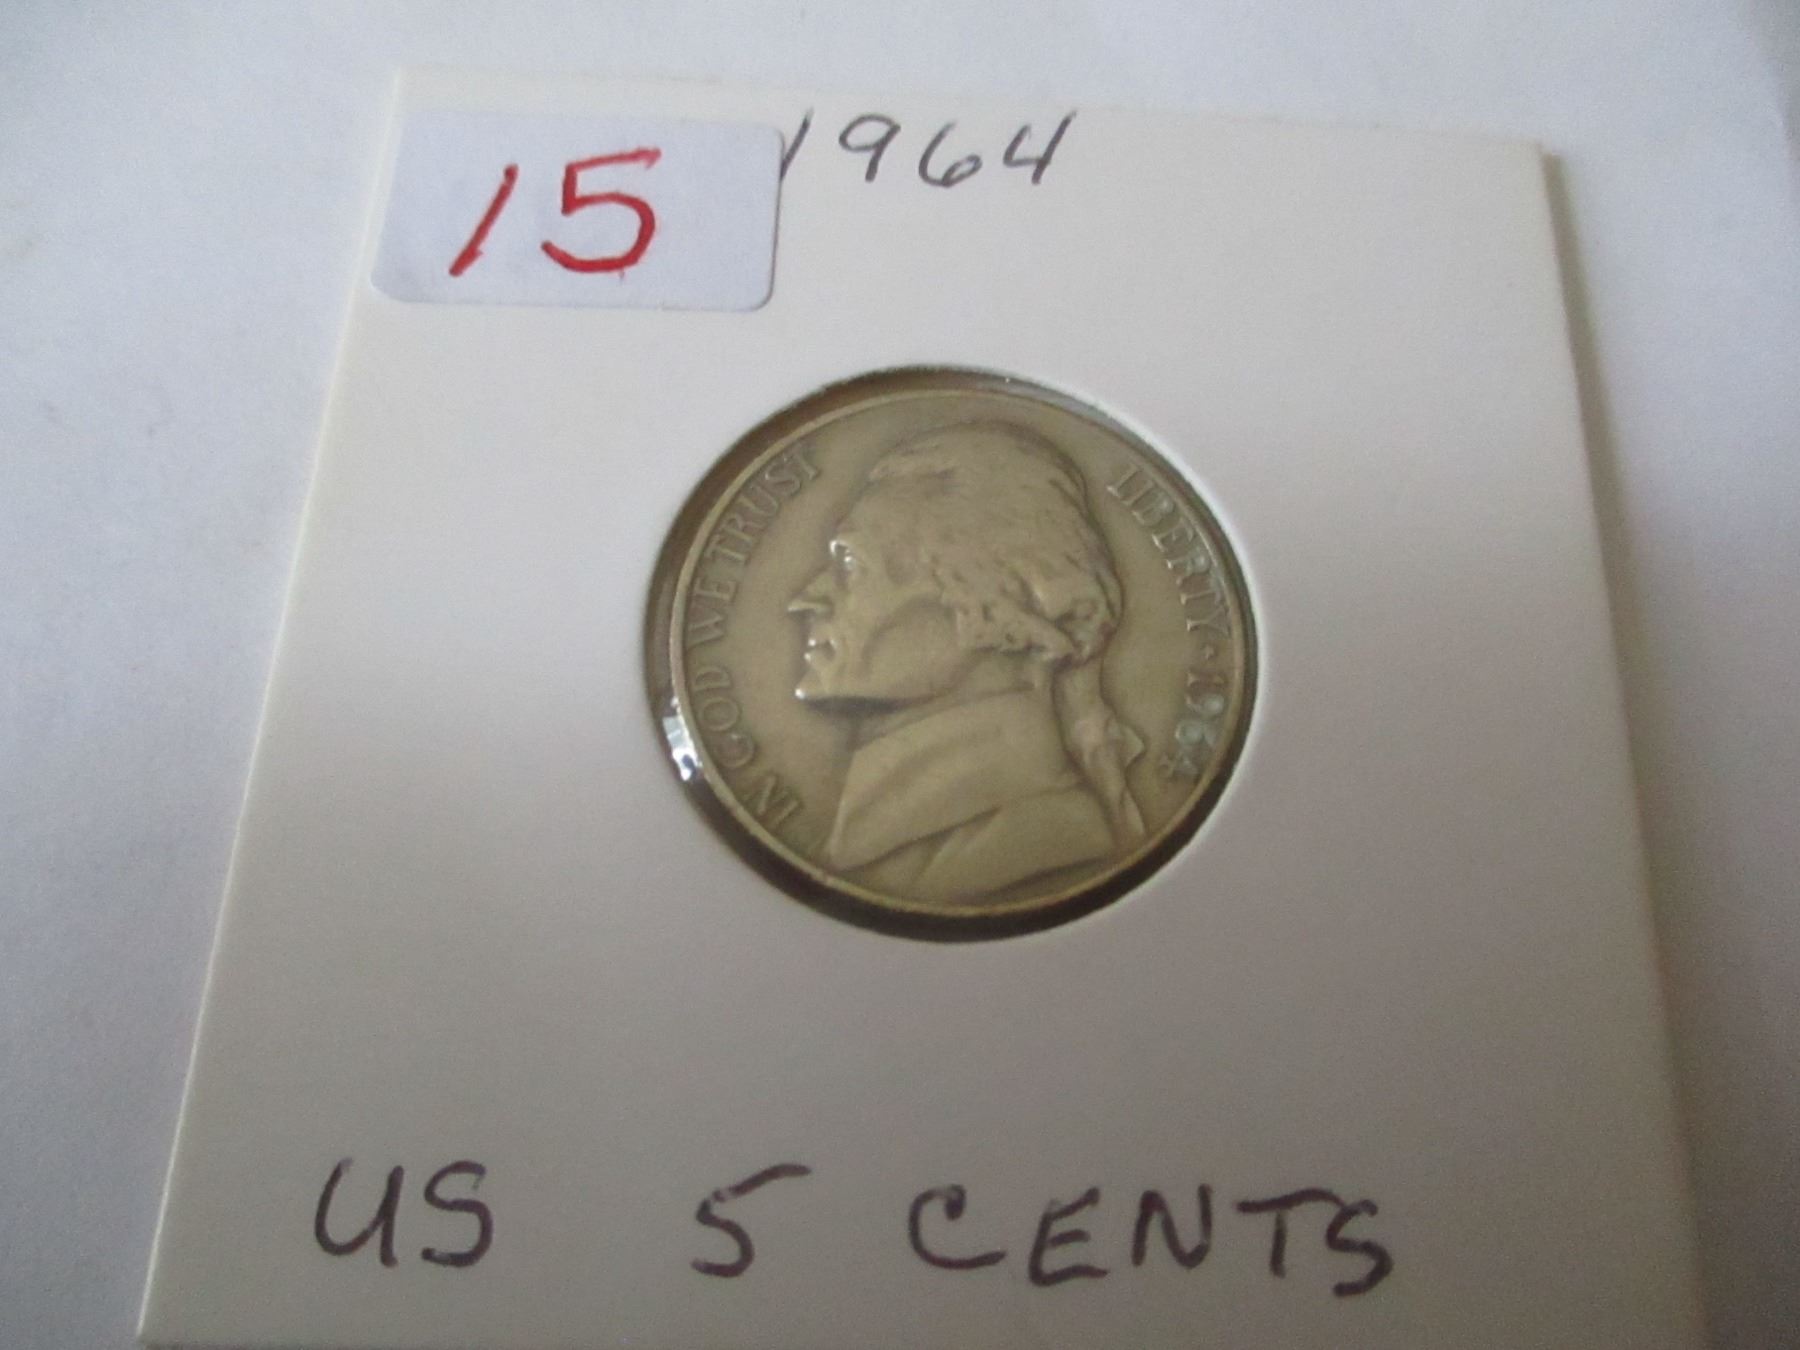 15
1964
IN GOD WE TRUST
LIBERTY · 1964
US 5 CENTS